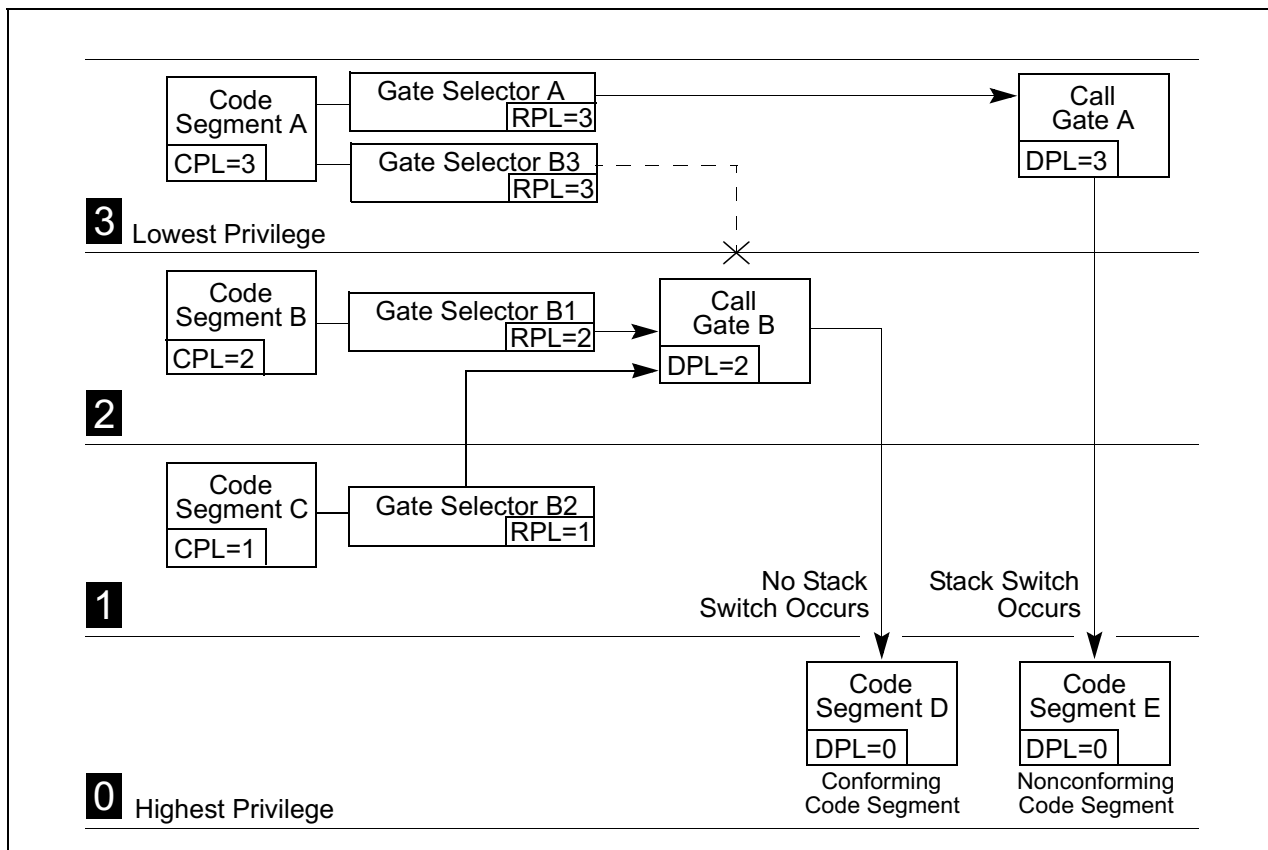 Code
Segment A
CPL=3
Gate Selector A
RPL=3
Gate Selector B3
RPL=3
Call
Gate A
DPL=3
3 Lowest Privilege
Code
Segment B
CPL=2
Gate Selector B1
RPL=2
Call
Gate B
DPL=2
2
Code
Segment C
CPL=1
Gate Selector B2
RPL=1
No Stack
Switch Occurs
Stack Switch
Occurs
1
Code
Segment D
DPL=0
Conforming
Code Segment
Code
Segment E
DPL=0
Nonconforming
Code Segment
0 Highest Privilege